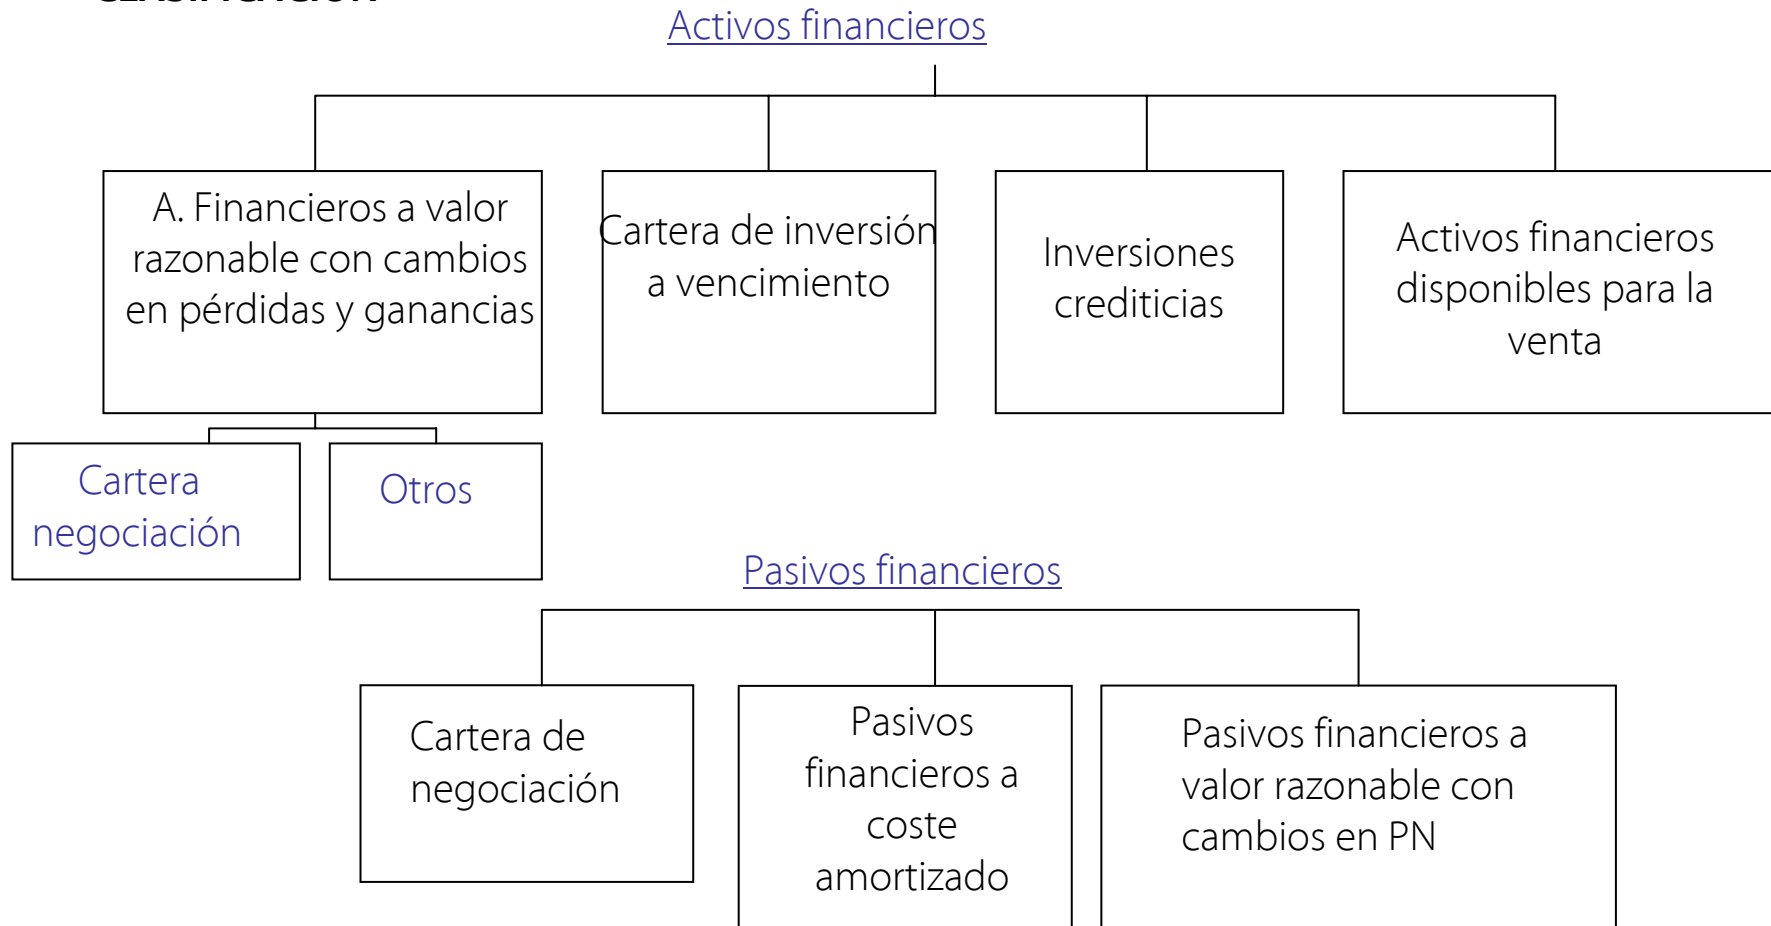 CLASIFICACIÓN
Activos financieros
A. Financieros a valor
razonable con cambios
en pérdidas y ganancias
Cartera de inversión
a vencimiento
Inversiones
crediticias
Activos financieros
disponibles para la
venta
Cartera
negociación
Otros
Pasivos financieros
Cartera de
negociación
Pasivos
financieros a
coste
amortizado
Pasivos financieros a
valor razonable con
cambios en PN